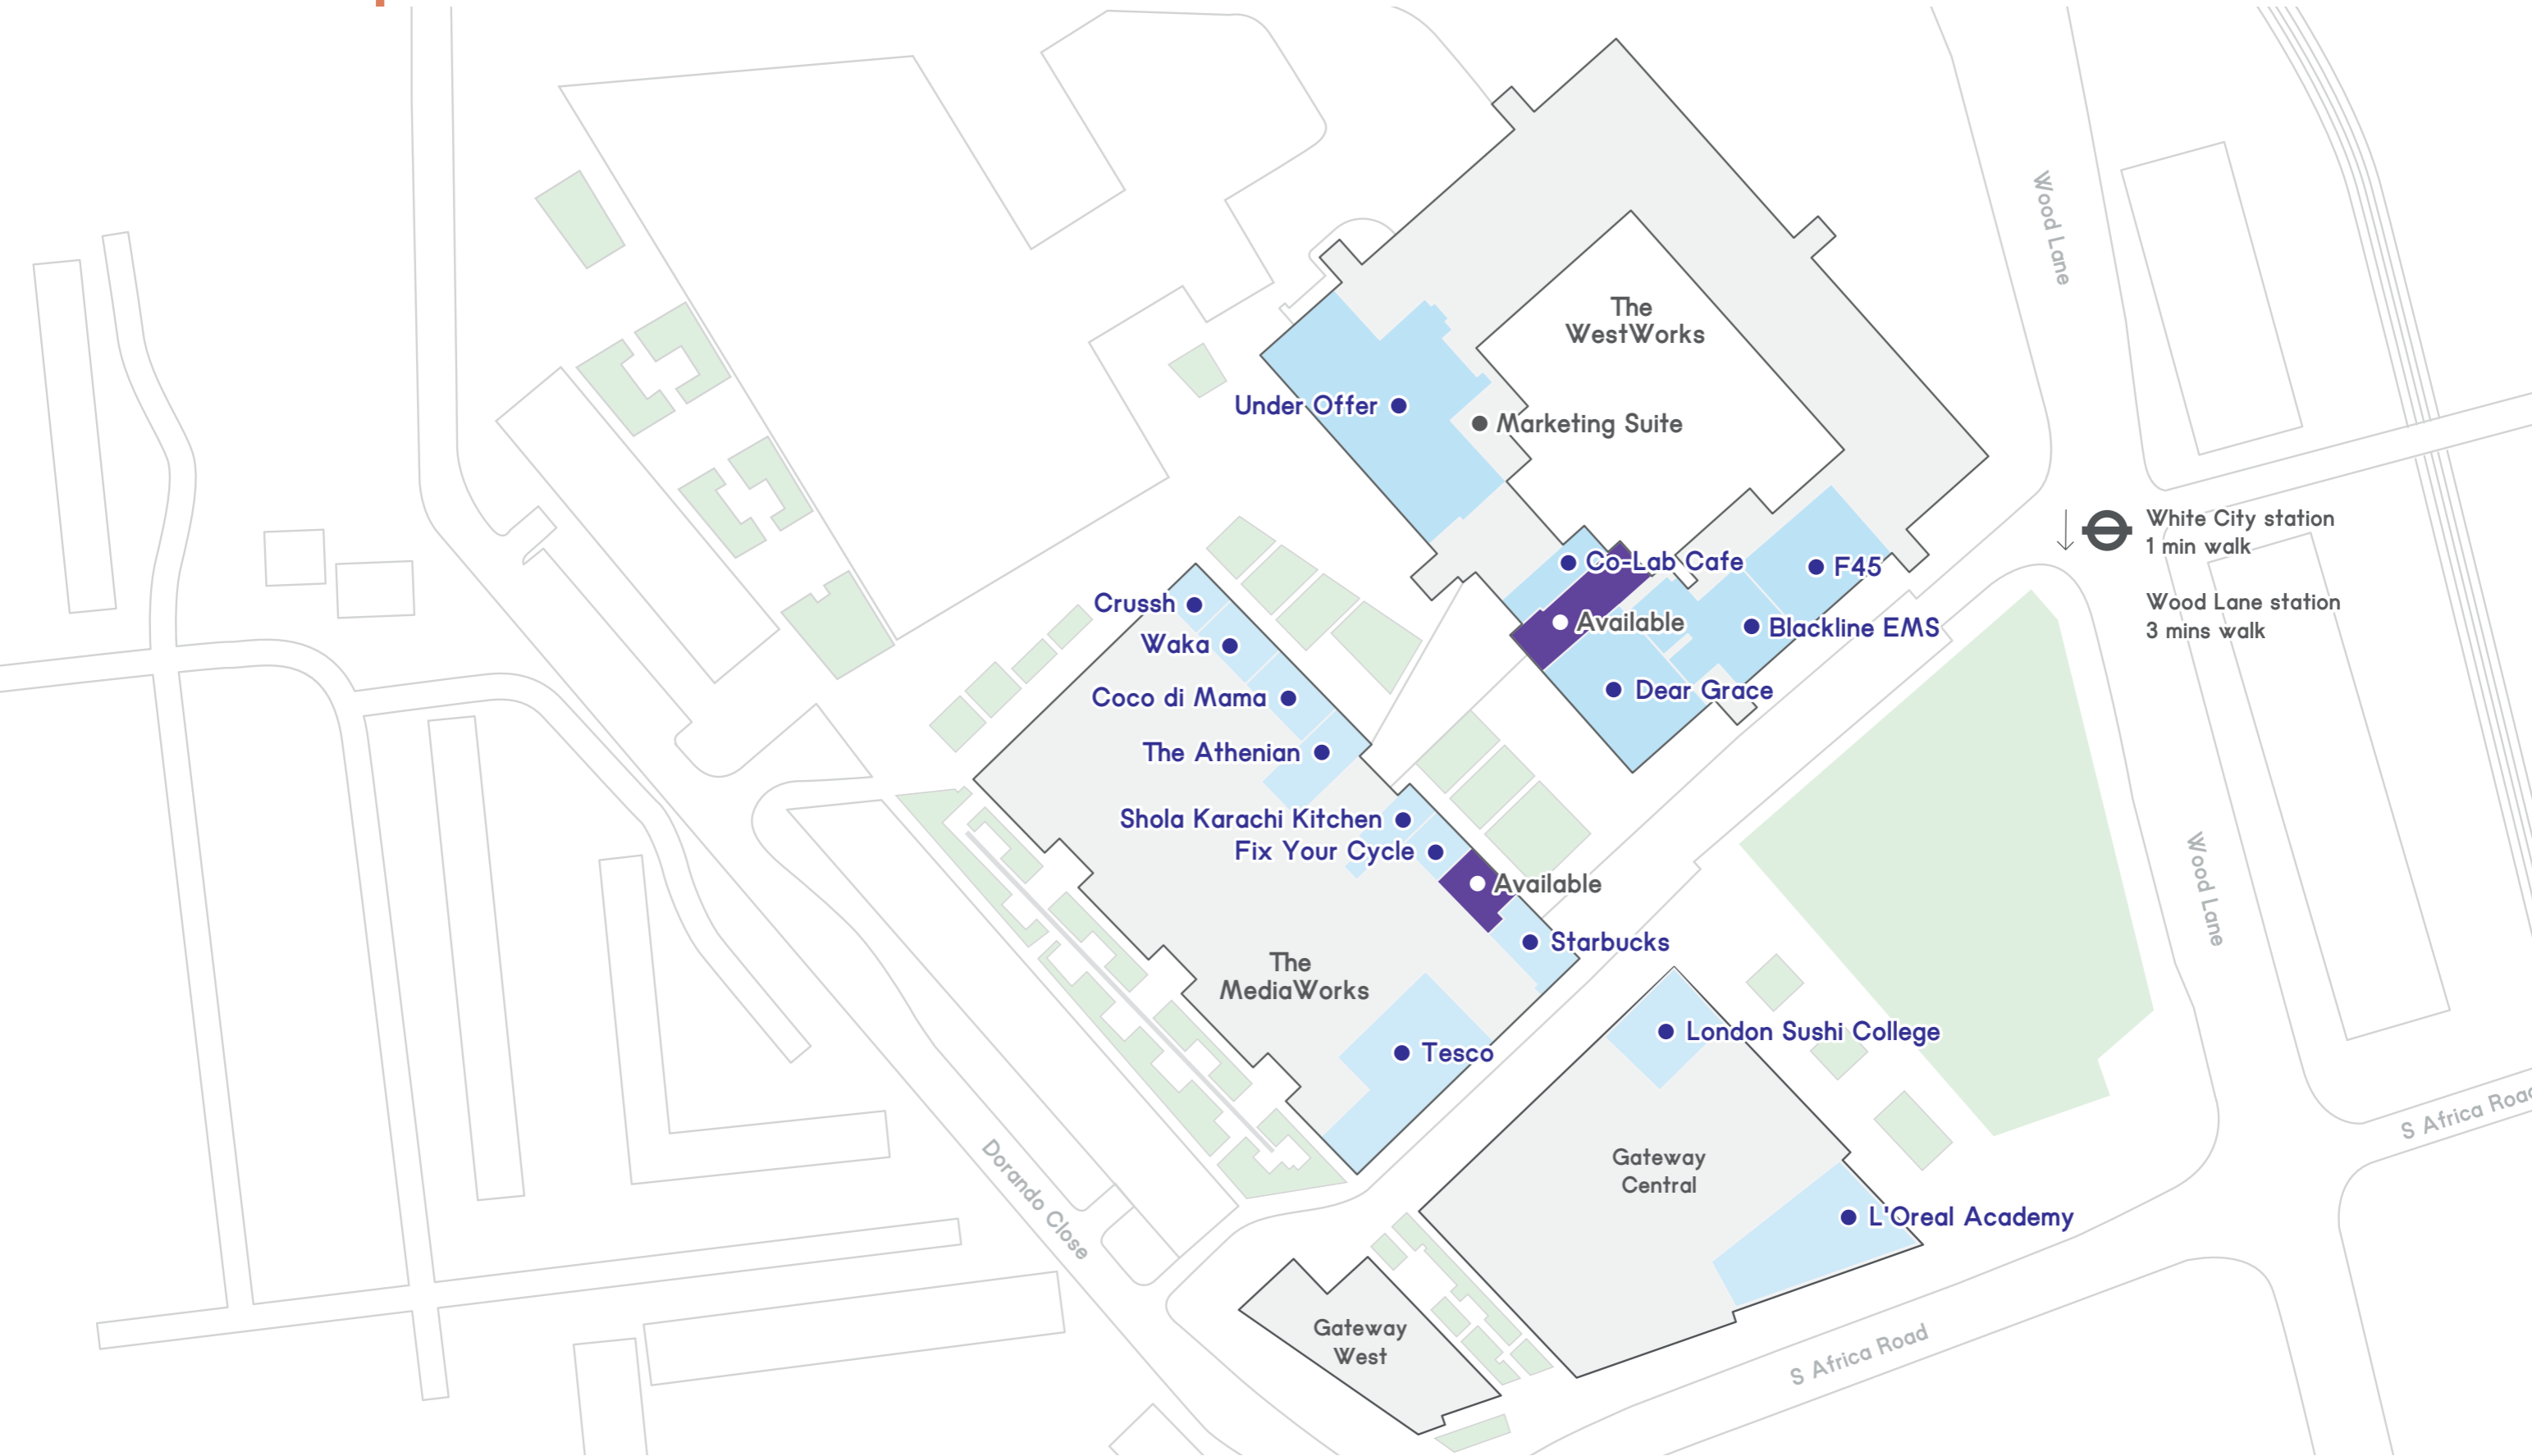 Wood Lane
The
WestWorks
Under Offer
Marketing Suite
White City station
1 min walk
Wood Lane station
3 mins walk
Co-Lab Cafe
F45
Available
Blackline EMS
Dear Grace
Crussh
Waka
Coco di Mama
The Athenian
Shola Karachi Kitchen
Fix Your Cycle
Available
Starbucks
The
MediaWorks
Tesco
London Sushi College
Wood Lane
S Africa Road
Gateway
Central
L'Oreal Academy
Dorando Close
Gateway
West
S Africa Road